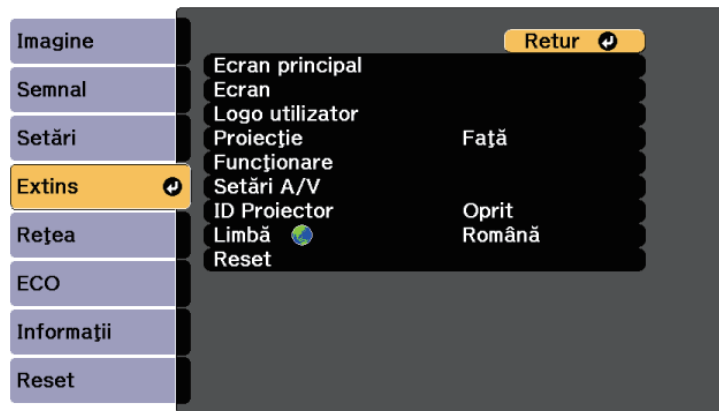 Imagine
Semnal
Setări
Extins
Reţea
ECO
Informaţii
Reset
Retur
Ecran principal
Ecran
Logo utilizator
Proiecţie Faţă
Funcţionare
Setări A/V
ID Proiector Oprit
Limbă Română
Reset